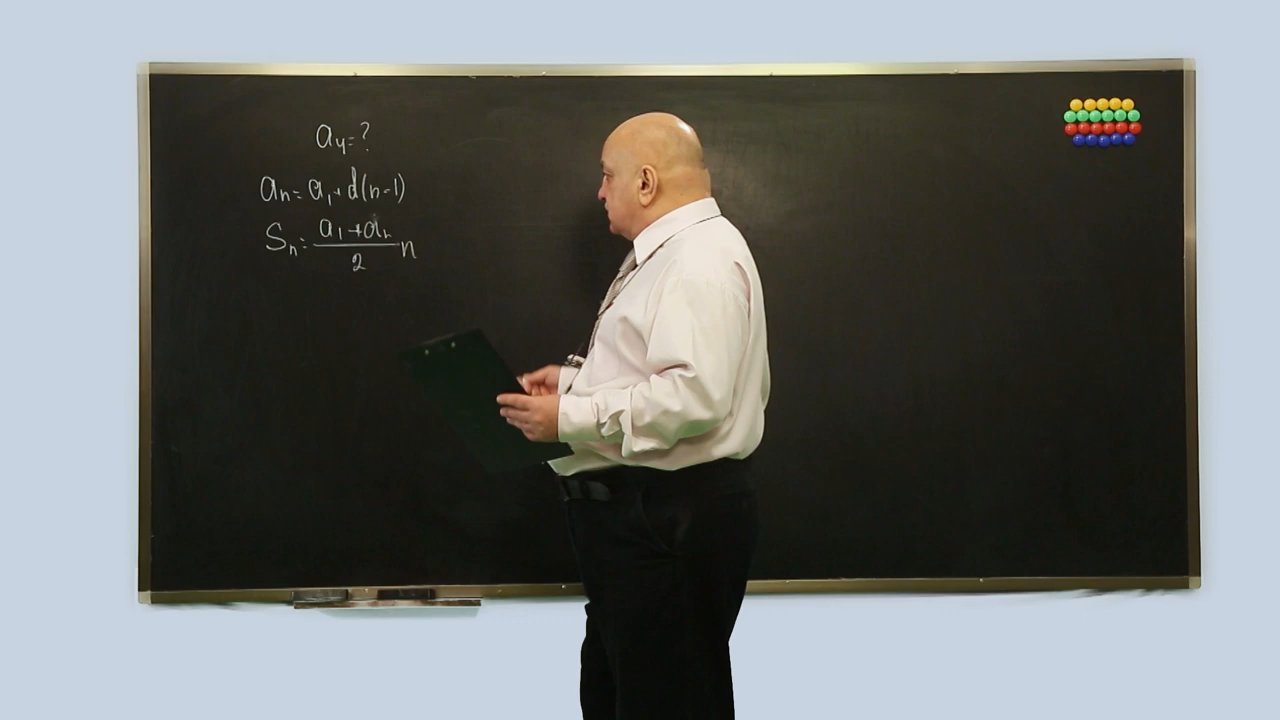 a₄=?
aₙ=a₁+d(n-1)
Sₙ=(a₁+aₙ)/2 n